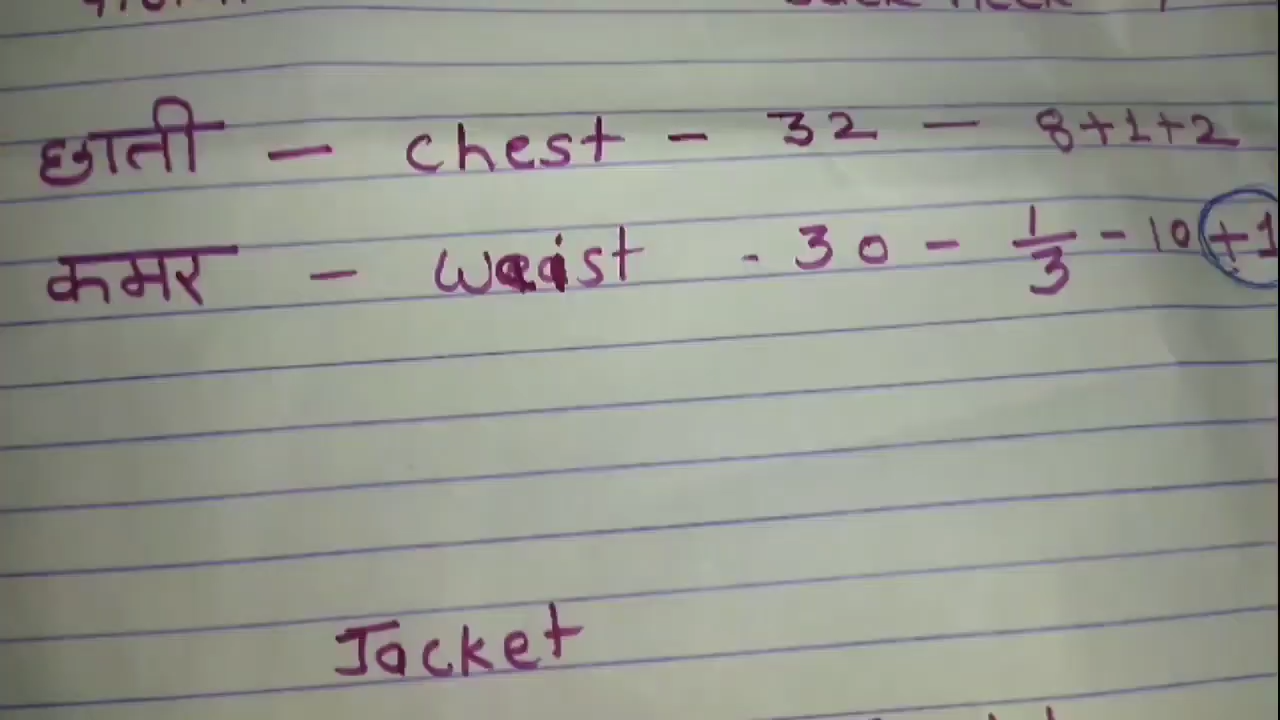 छाती — chest - 32 — 8+1+2
कमर — Waist - 30 - 1/3 - 10 +1
Jacket